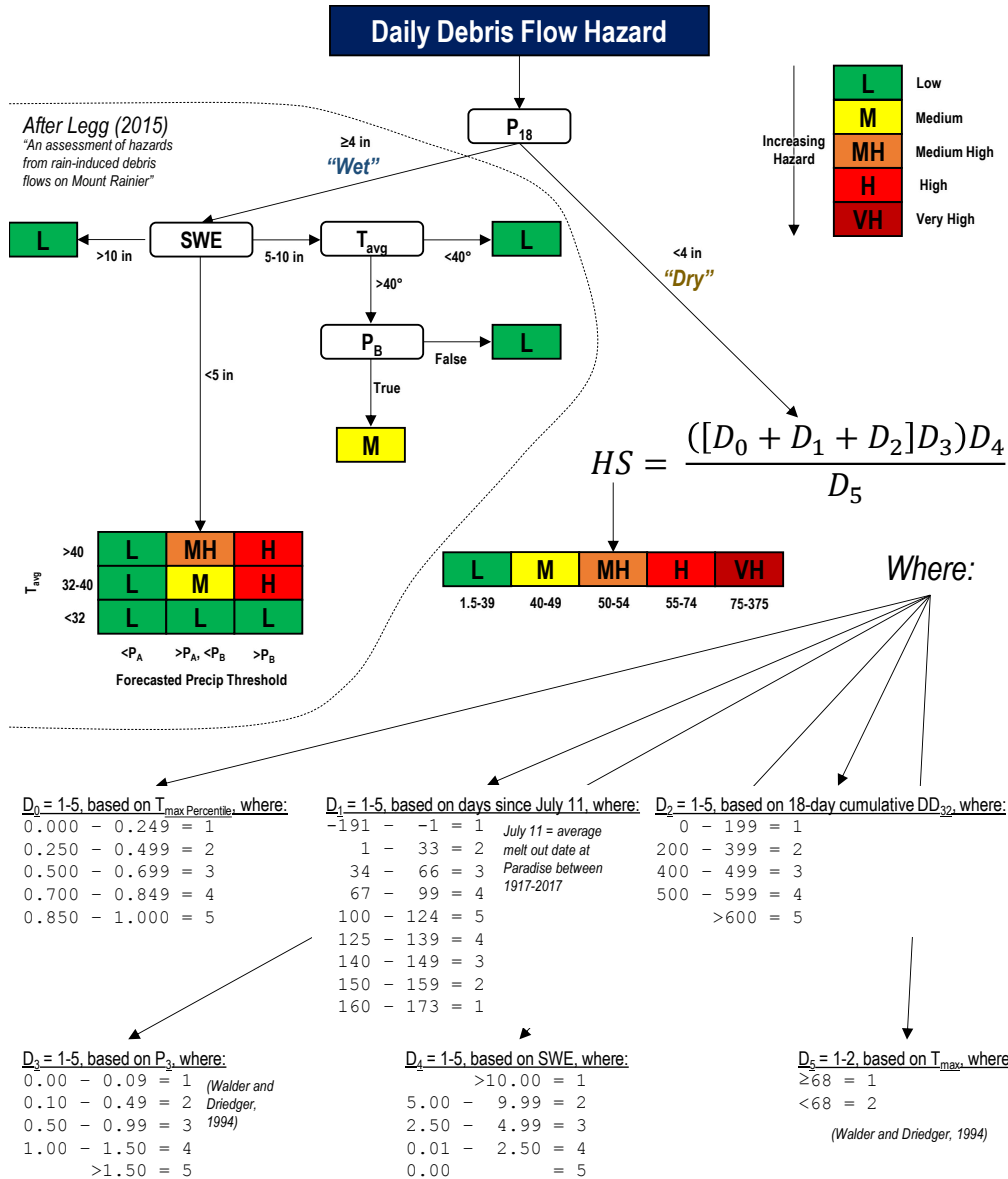 Daily Debris Flow Hazard
After Legg (2015)
“An assessment of hazards
from rain-induced debris
flows on Mount Rainier”
P18
≥4 in
“Wet”
<4 in
“Dry”
Increasing
Hazard
L Low
M Medium
MH Medium High
H High
VH Very High
L
>10 in
SWE
5-10 in
Tavg
<40°
L
>40°
PB
False
L
True
M
<5 in
HS = ([D0 + D1 + D2]D3)D4
D5
L M MH H VH
1.5-39 40-49 50-54 55-74 75-375
Where:
Tavg
>40 L MH H
32-40 L M H
<32 L L L
<PA >PA, <PB >PB
Forecasted Precip Threshold
D0 = 1-5, based on Tmax Percentile, where:
0.000 – 0.249 = 1
0.250 – 0.499 = 2
0.500 – 0.699 = 3
0.700 – 0.849 = 4
0.850 – 1.000 = 5
D1 = 1-5, based on days since July 11, where:
-191 – -1 = 1
1 – 33 = 2
34 – 66 = 3
67 – 99 = 4
100 – 124 = 5
125 – 139 = 4
140 – 149 = 3
150 – 159 = 2
160 – 173 = 1
July 11 = average
melt out date at
Paradise between
1917-2017
D2 = 1-5, based on 18-day cumulative DD32, where:
0 – 199 = 1
200 – 399 = 2
400 – 499 = 3
500 – 599 = 4
>600 = 5
D3 = 1-5, based on P3, where:
0.00 – 0.09 = 1
0.10 – 0.49 = 2
0.50 – 0.99 = 3
1.00 – 1.50 = 4
>1.50 = 5
(Walder and
Driedger,
1994)
D4 = 1-5, based on SWE, where:
>10.00 = 1
5.00 – 9.99 = 2
2.50 – 4.99 = 3
0.01 – 2.50 = 4
0.00 = 5
D5 = 1-2, based on Tmax, where
≥68 = 1
<68 = 2
(Walder and Driedger, 1994)